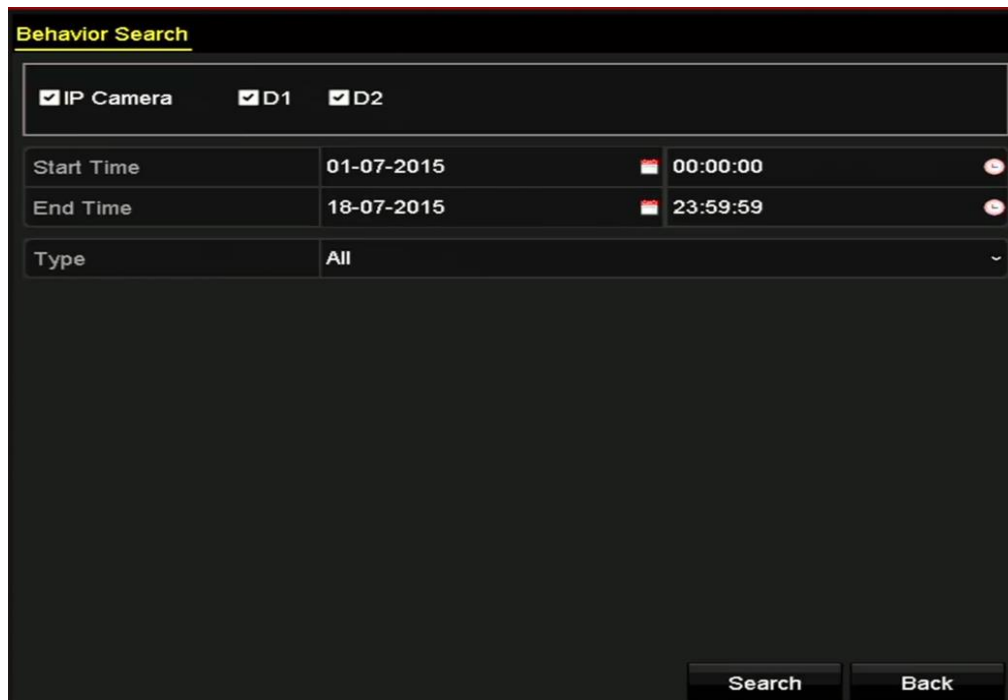 Behavior Search
IP Camera D1 D2
Start Time 01-07-2015 00:00:00
End Time 18-07-2015 23:59:59
Type All
Search Back